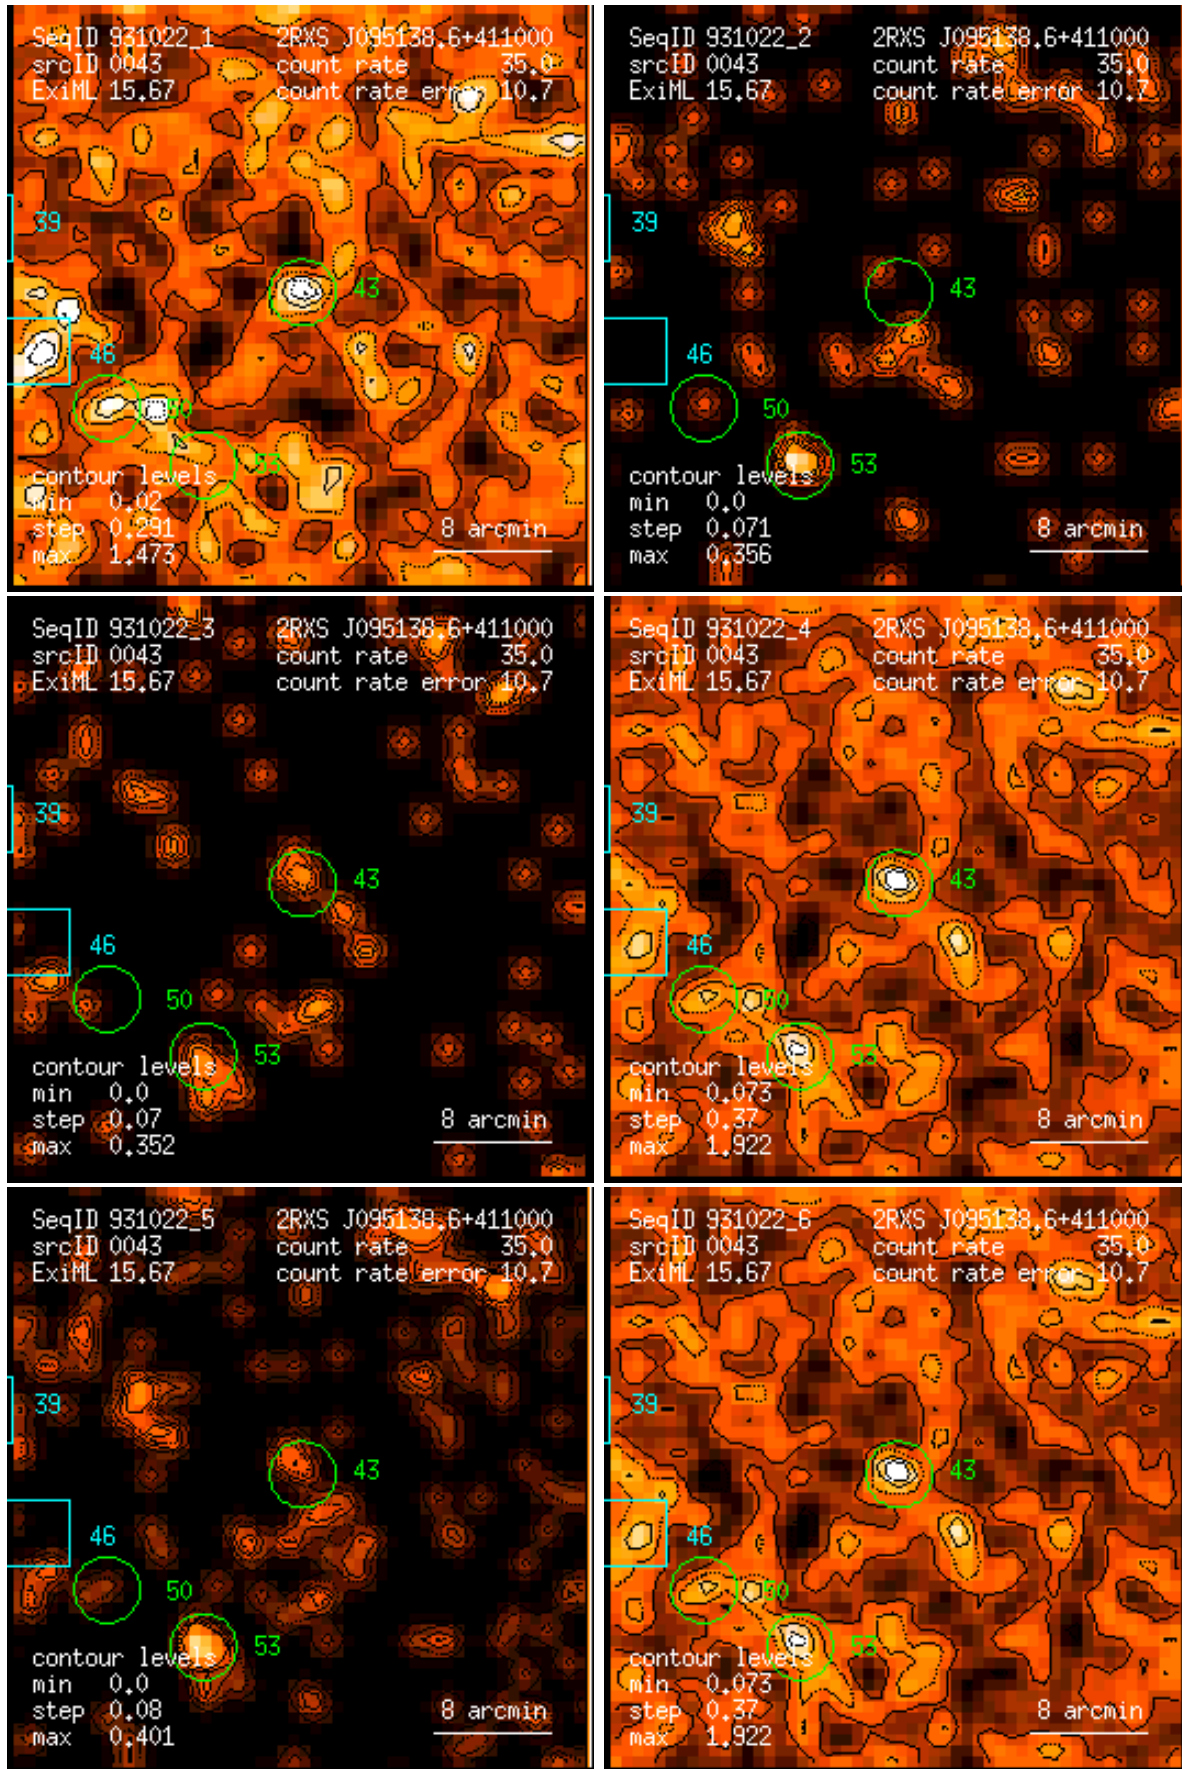 SeqID 931022_1 2RXS J095138.6+411000
srcID 0043 count rate 35.0
ExiML 15.67 count rate error 10.7
39
43
46
50
53
contour levels
min 0.02
step 0.291
max 1.473
8 arcmin
SeqID 931022_2 2RXS J095138.6+411000
srcID 0043 count rate 35.0
ExiML 15.67 count rate error 10.7
39
43
46
50
53
contour levels
min 0.0
step 0.071
max 0.356
8 arcmin
SeqID 931022_3 2RXS J095138.6+411000
srcID 0043 count rate 35.0
ExiML 15.67 count rate error 10.7
39
43
46
50
53
contour levels
min 0.0
step 0.07
max 0.352
8 arcmin
SeqID 931022_4 2RXS J095138.6+411000
srcID 0043 count rate 35.0
ExiML 15.67 count rate error 10.7
39
43
46
50
53
contour levels
min 0.073
step 0.37
max 1.922
8 arcmin
SeqID 931022_5 2RXS J095138.6+411000
srcID 0043 count rate 35.0
ExiML 15.67 count rate error 10.7
39
43
46
50
53
contour levels
min 0.0
step 0.08
max 0.401
8 arcmin
SeqID 931022_6 2RXS J095138.6+411000
srcID 0043 count rate 35.0
ExiML 15.67 count rate error 10.7
39
43
46
50
53
contour levels
min 0.073
step 0.37
max 1.922
8 arcmin